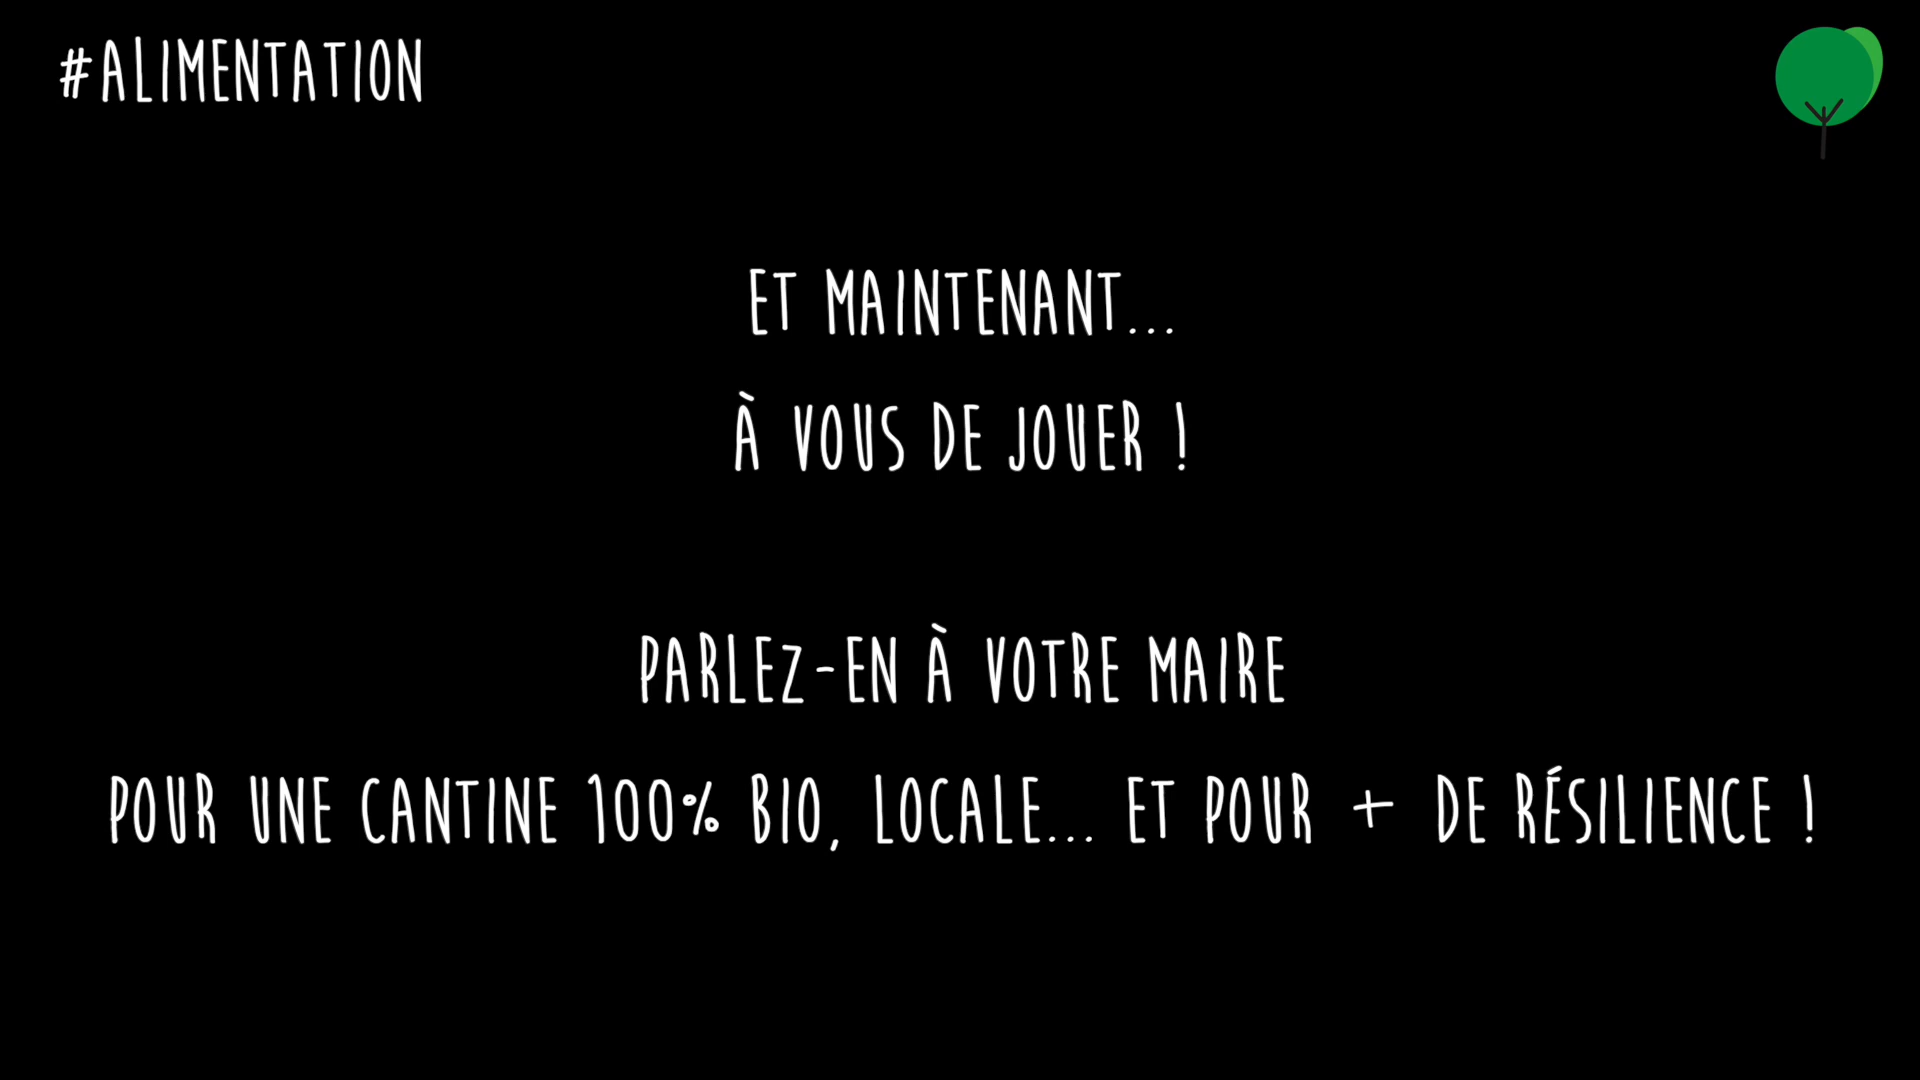 #ALIMENTATION
ET MAINTENANT...
À VOUS DE JOUER !
PARLEZ-EN À VOTRE MAIRE
POUR UNE CANTINE 100% BIO, LOCALE... ET POUR + DE RÉSILIENCE !